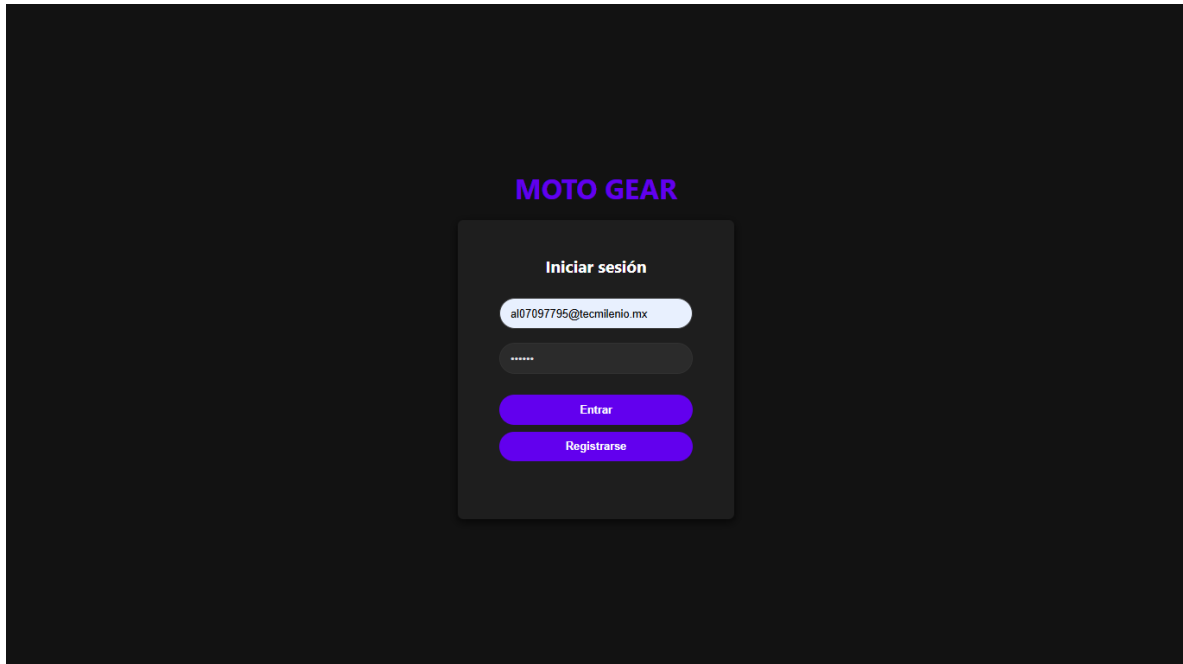 MOTO GEAR
Iniciar sesión
al07097795@tecmilenio.mx
••••••
Entrar
Registrarse